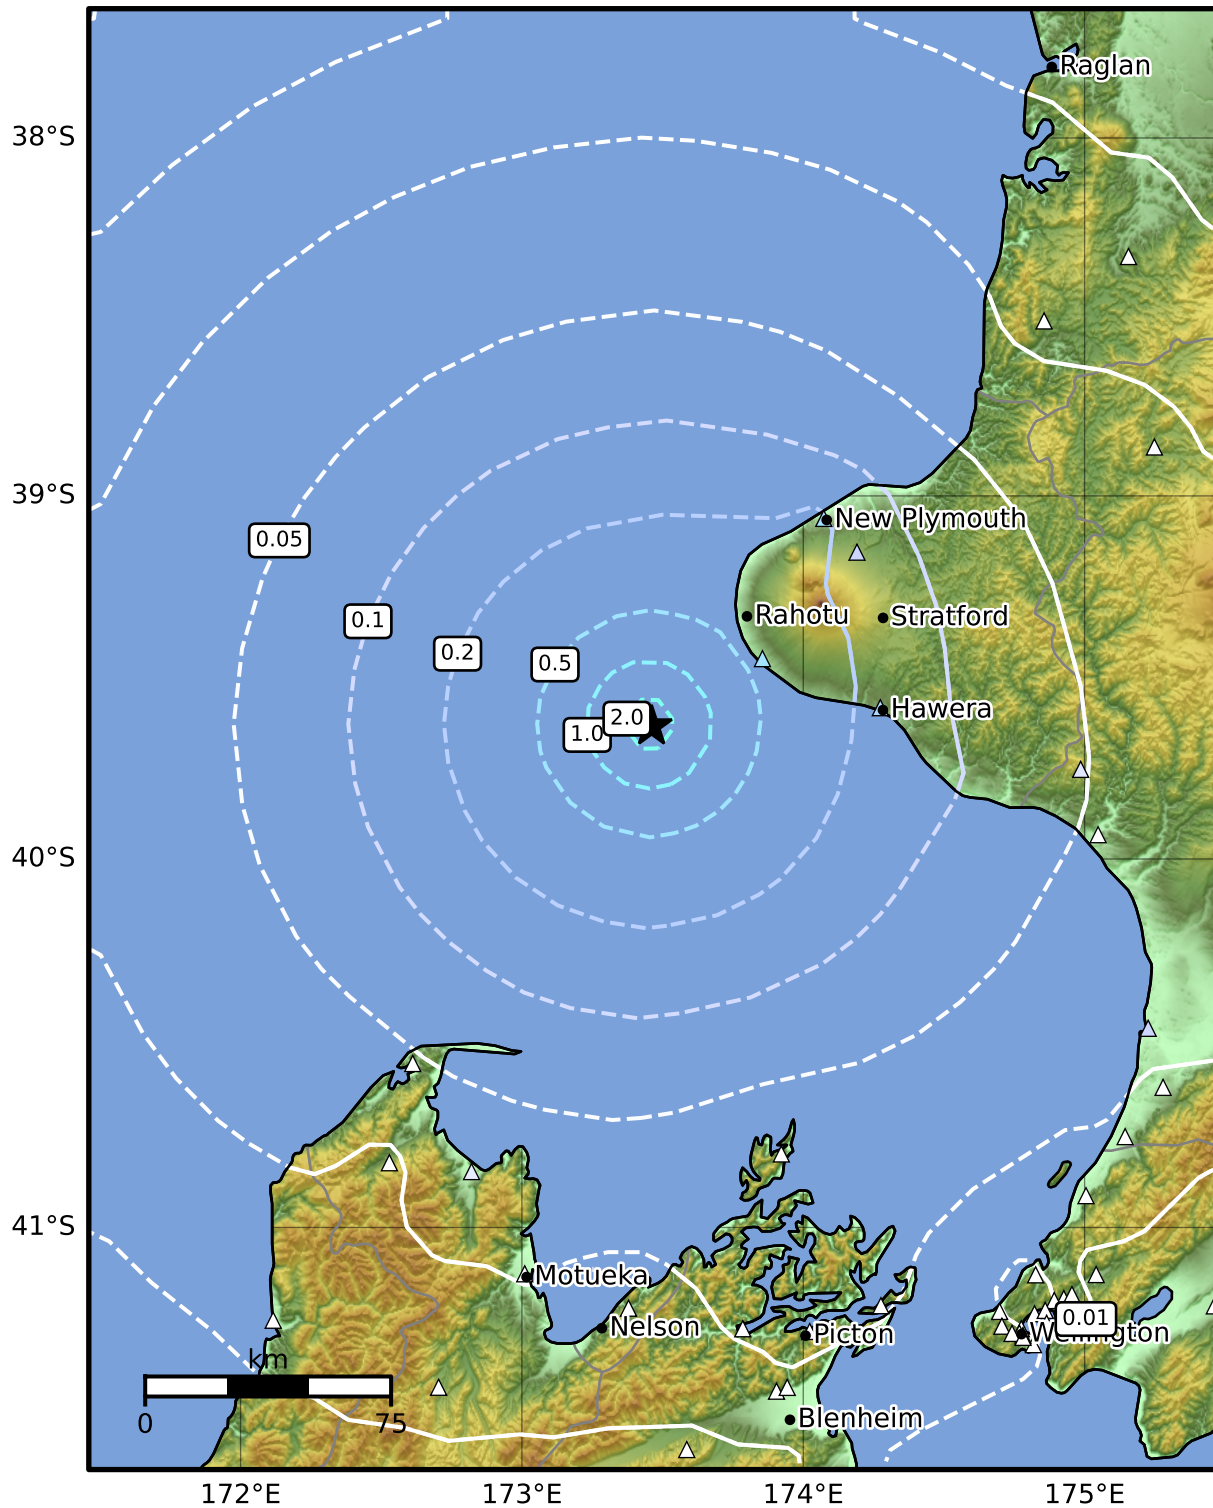 Raglan
38°S
39°S
New Plymouth
0.05
0.1
Rahotu
Stratford
0.2
0.5
Hawera
2.0
1.0
40°S
41°S
Motueka
0.01
Nelson
Picton
Wellington
km
0
75
Blenheim
172°E
173°E
174°E
175°E